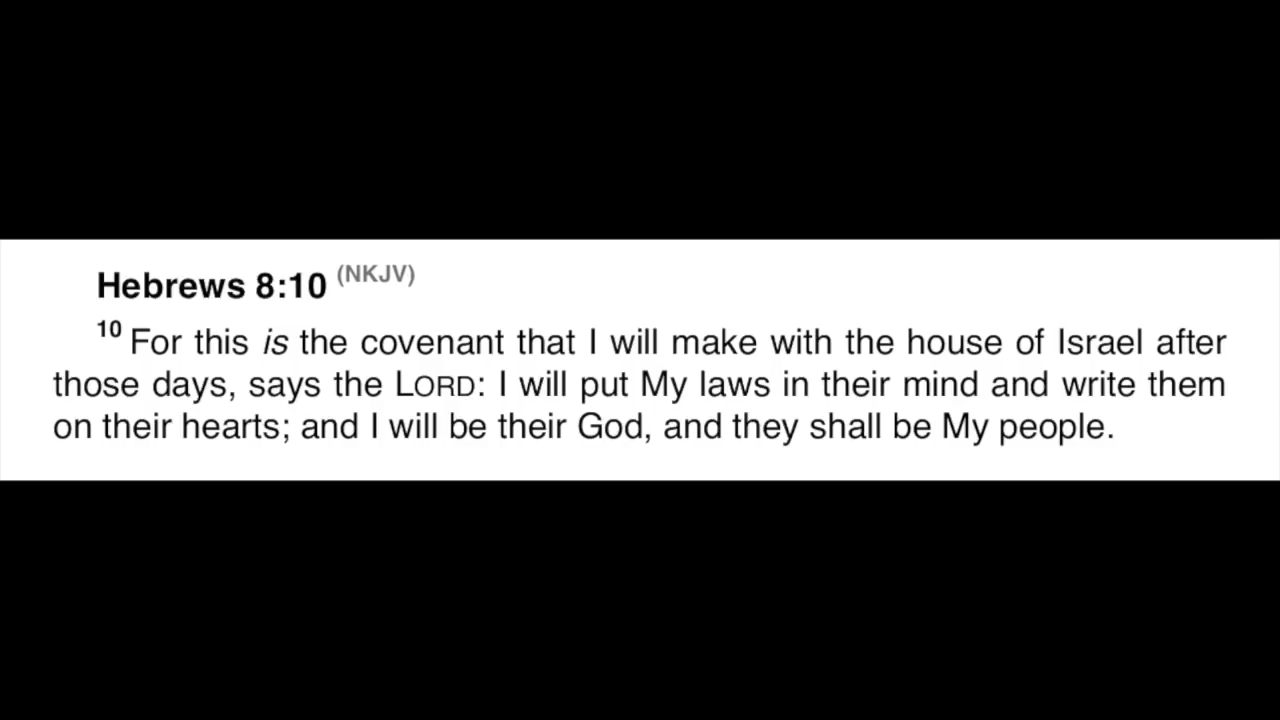 Hebrews 8:10 (NKJV)
10 For this is the covenant that I will make with the house of Israel after
those days, says the LORD: I will put My laws in their mind and write them
on their hearts; and I will be their God, and they shall be My people.